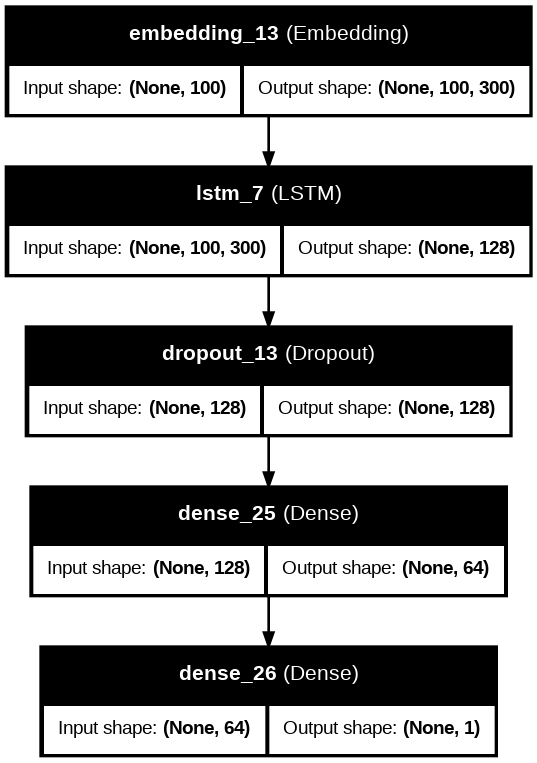 embedding_13 (Embedding)
Input shape: (None, 100) Output shape: (None, 100, 300)
lstm_7 (LSTM)
Input shape: (None, 100, 300) Output shape: (None, 128)
dropout_13 (Dropout)
Input shape: (None, 128) Output shape: (None, 128)
dense_25 (Dense)
Input shape: (None, 128) Output shape: (None, 64)
dense_26 (Dense)
Input shape: (None, 64) Output shape: (None, 1)